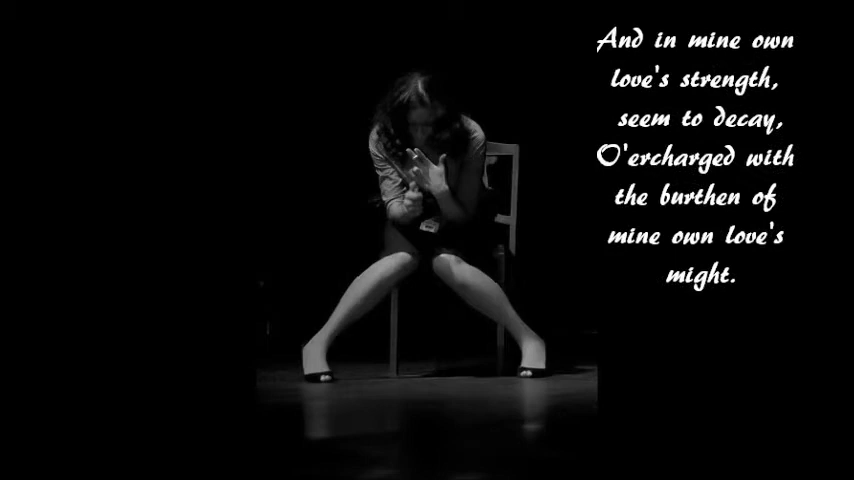 And in mine own
love's strength,
seem to decay,
O'ercharged with
the burthen of
mine own love's
might.